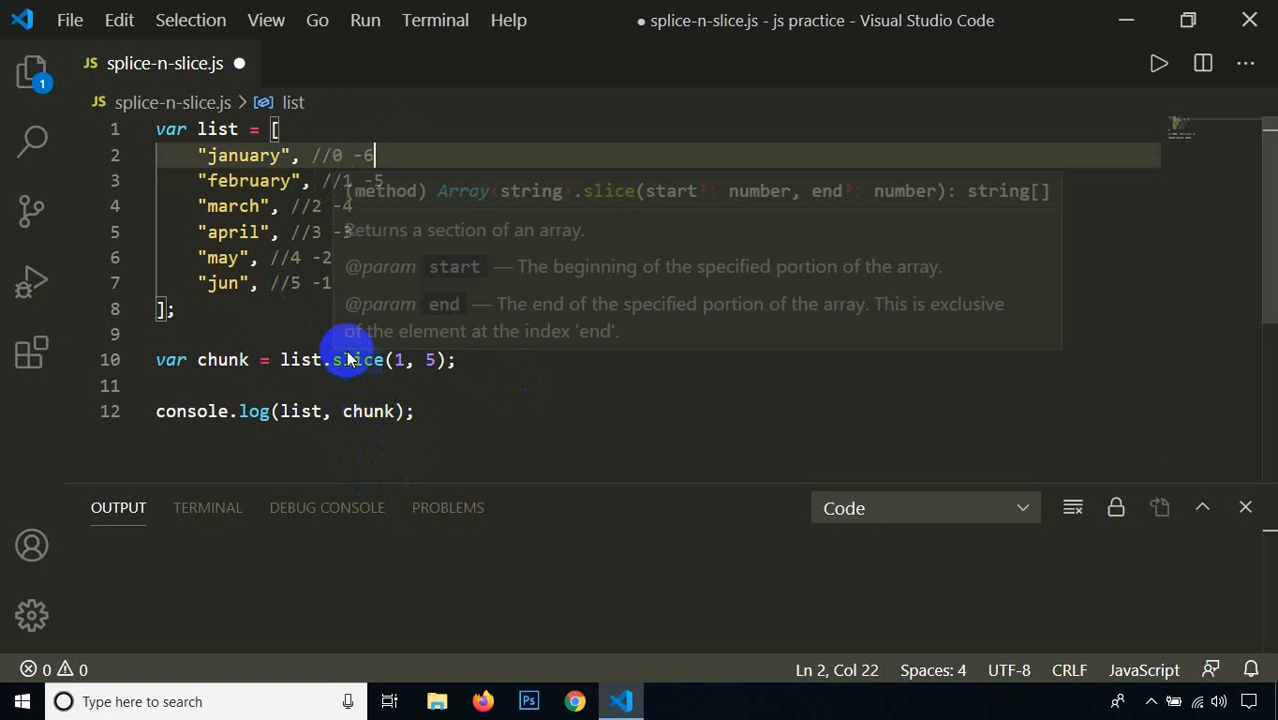 File Edit Selection View Go Run Terminal Help ● splice-n-slice.js - js practice - Visual Studio Code
JS splice-n-slice.js ●
JS splice-n-slice.js > list
1 var list = [
2 "january", //0 -6
3 "february", //1 -5
(method) Array<string>.slice(start?: number, end?: number): string[]
4 "march", //2 -4
5 "april", //3 -3
Returns a section of an array.
6 "may", //4 -2
@param start — The beginning of the specified portion of the array.
7 "jun", //5 -1
8 ];
@param end — The end of the specified portion of the array. This is exclusive
of the element at the index 'end'.
9
10 var chunk = list.slice(1, 5);
11
12 console.log(list, chunk);
1
OUTPUT TERMINAL DEBUG CONSOLE PROBLEMS Code
0 0 Ln 2, Col 22 Spaces: 4 UTF-8 CRLF JavaScript
Type here to search Ps